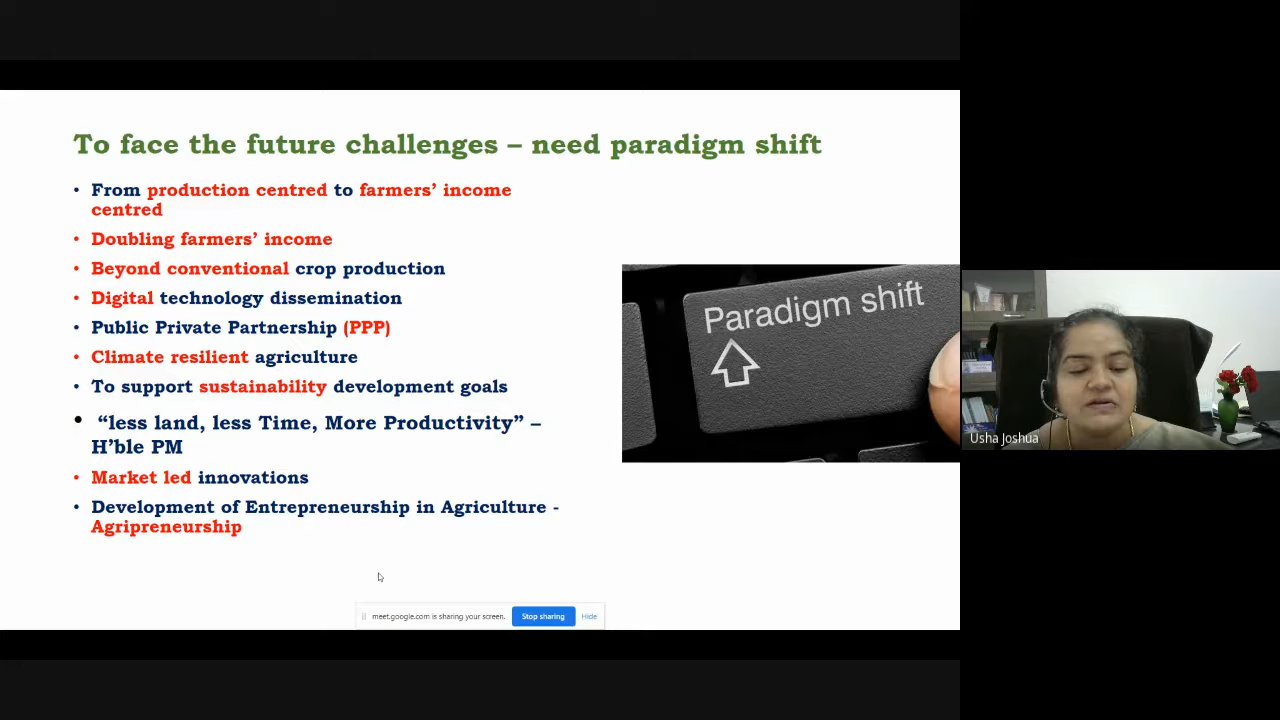 To face the future challenges – need paradigm shift
• From production centred to farmers’ income
centred
• Doubling farmers’ income
• Beyond conventional crop production
• Digital technology dissemination
• Public Private Partnership (PPP)
• Climate resilient agriculture
• To support sustainability development goals
• “less land, less Time, More Productivity” –
H’ble PM
• Market led innovations
• Development of Entrepreneurship in Agriculture -
Agripreneurship
Paradigm shift
Usha Joshua
meet.google.com is sharing your screen. Stop sharing Hide